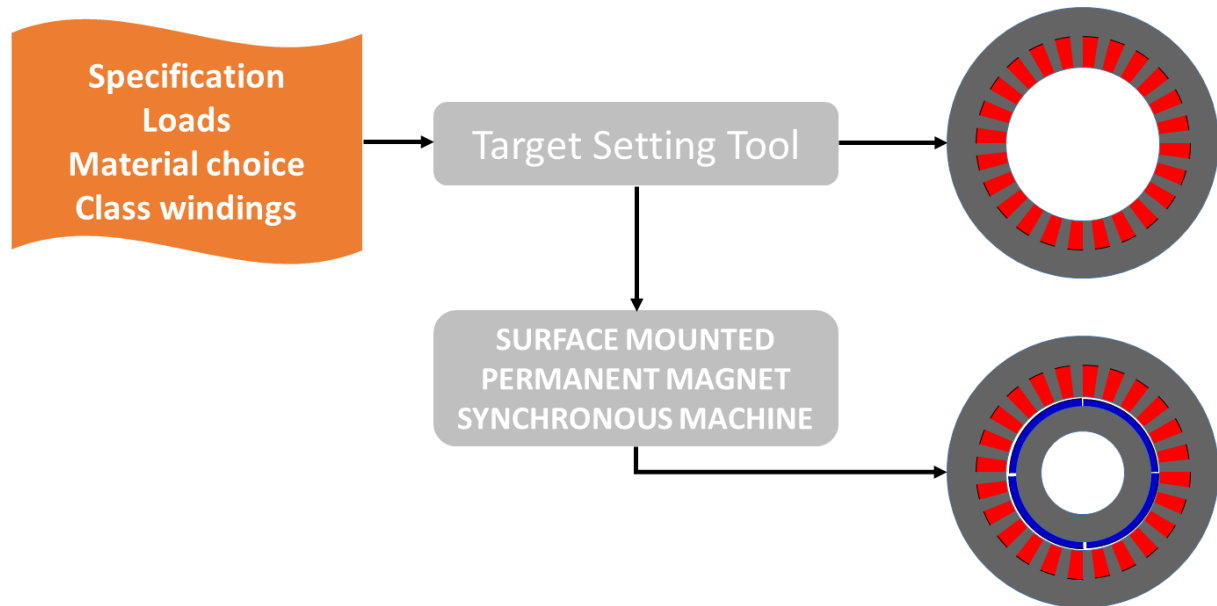 Specification
Loads
Material choice
Class windings
Target Setting Tool
SURFACE MOUNTED
PERMANENT MAGNET
SYNCHRONOUS MACHINE